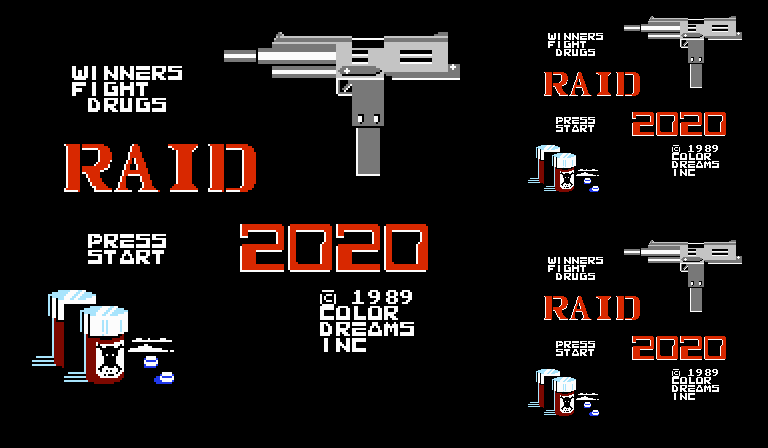 WINNERS
FIGHT
DRUGS
RAID
PRESS
START
2020
© 1989
COLOR
DREAMS
INC
WINNERS
FIGHT
DRUGS
RAID
PRESS
START
2020
© 1989
COLOR
DREAMS
INC
WINNERS
FIGHT
DRUGS
RAID
PRESS
START
2020
© 1989
COLOR
DREAMS
INC